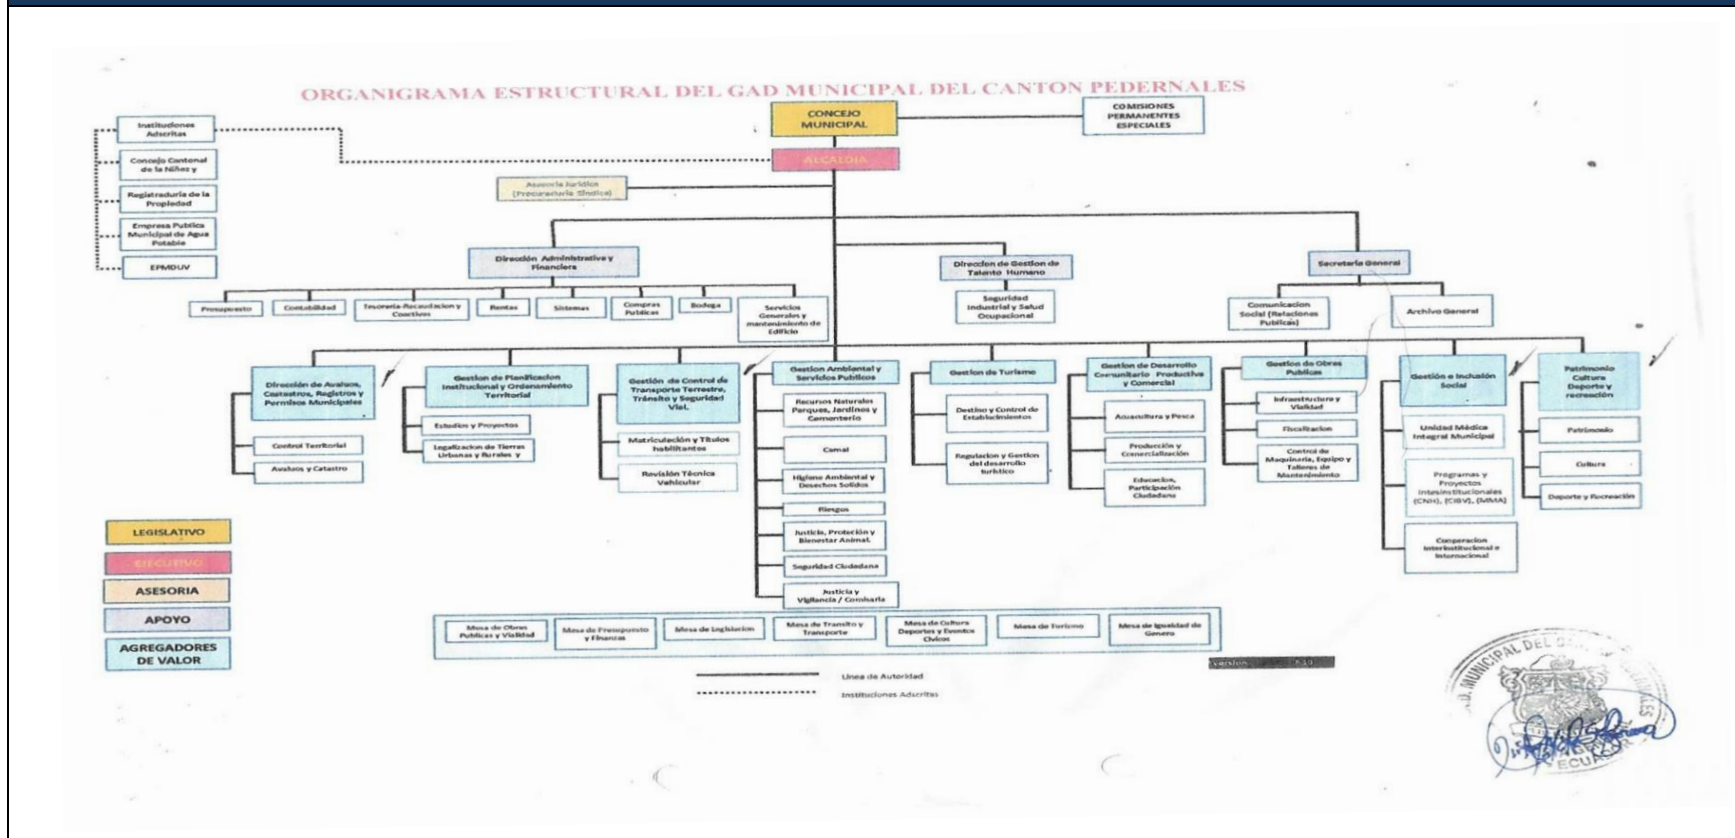 ORGANIGRAMA ESTRUCTURAL DEL GAD MUNICIPAL DEL CANTON PEDERNALES
CONCEJO
MUNICIPAL
COMISIONES
PERMANENTES
ESPECIALES
Instituciones
Adscritas
ALCALDIA
Concejo Cantonal
de la Niñez y
Asesoria Juridica
(Procuraduria Sindica)
Registraduria de la
Propiedad
Empresa Publica
Municipal de Agua
Potable
EPMDUV
Dirección Administrativa y
Financiera
Direccion de Gestion de
Talento Humano
Secretaria General
Presupuesto
Contabilidad
Tesoreria-Recaudacion y
Coactivos
Rentas
Sistemas
Compras
Publicas
Bodega
Servicios
Generales y
mantenimiento de
Edificio
Seguridad
Industrial y Salud
Ocupacional
Comunicacion
Social (Relaciones
Publicas)
Archivo General
Dirección de Avaluos,
Catastros, Registros y
Permisos Municipales
Control Territorial
Avaluos y Catastro
Gestion de Planificacion
Institucional y Ordenamiento
Territorial
Estudios y Proyectos
Legalizacion de Tierras
Urbanas y Rurales y
Gestión de Control de
Transporte Terrestre,
Tránsito y Seguridad
Vial.
Matriculación y Títulos
habilitantes
Revisión Técnica
Vehicular
Gestion Ambiental y
Servicios Publicos
Recursos Naturales
Parques, Jardines y
Cementerio
Camal
Higiene Ambiental y
Desechos Solidos
Riesgos
Justicia, Proteción y
Bienestar Animal.
Seguridad Ciudadana
Justicia y
Vigilancia / Comisaria
Gestion de Turismo
Destino y Control de
Establecimientos
Regulacion y Gestion
del desarrollo
turístico
Gestion de Desarrollo
Comunitario Productivo
y Comercial
Acuacultura y Pesca
Producción y
Comercialización
Educacion,
Participación
Ciudadana
Gestion de Obras
Publicas
Infraestructura y
Vialidad
Fiscalizacion
Control de
Maquinaria, Equipo y
Talleres de
Mantenimiento
Gestión e Inclusión
Social
Unidad Médica
Integral Municipal
Programas y
Proyectos
Intesinstitucionales
(CNH), (CIBV), (MMA)
Cooperacion
Interinstitucional e
Internacional
Patrimonio
Cultura
Deporte y
recreación
Patrimonio
Cultura
Deporte y Recreación
LEGISLATIVO
EJECUTIVO
ASESORIA
APOYO
AGREGADORES
DE VALOR
Mesa de Obras
Publicas y Vialidad
Mesa de Presupuesto
y Finanzas
Mesa de Legislacion
Mesa de Transito y
Transporte
Mesa de Cultura
Deportes y Eventos
Civicos
Mesa de Turismo
Mesa de Igualdad de
Genero
version
Linea de Autoridad
Instituciones Adscritas
MUNICIPAL DEL
ECUADOR